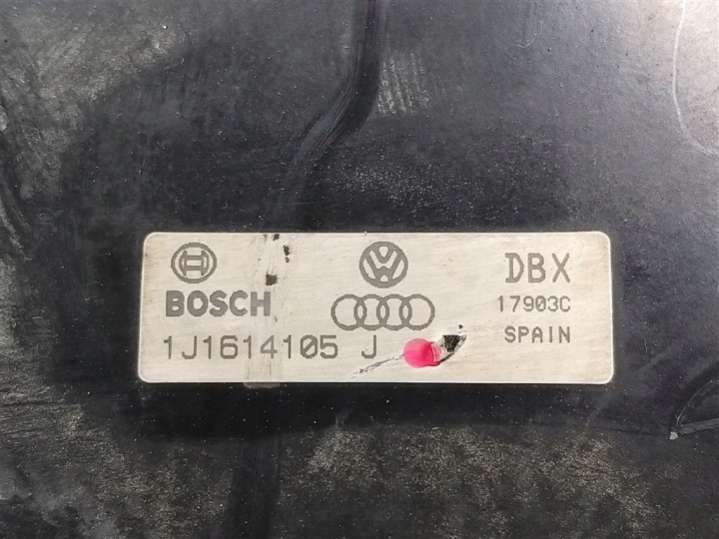 BOSCH
1J1614105 J
DBX
17903C
SPAIN